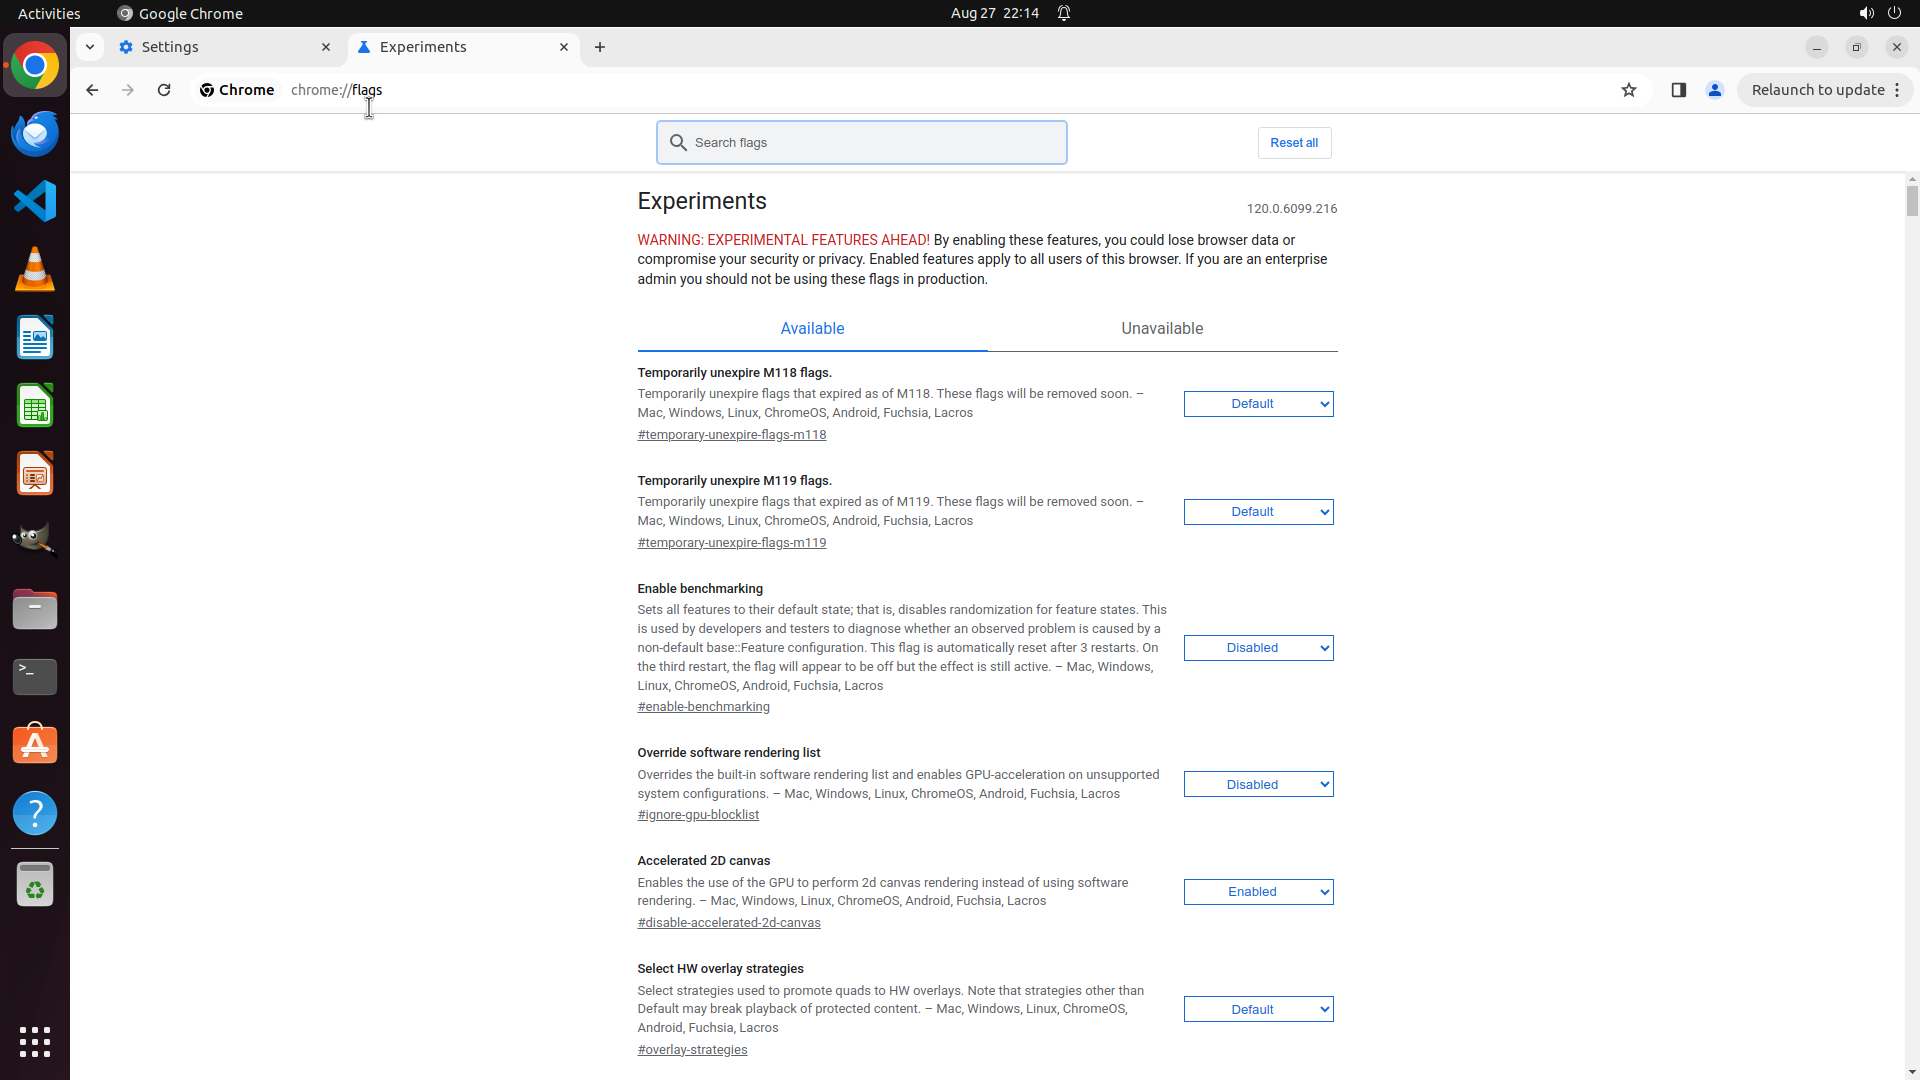 Activities
Google Chrome
Aug 27 22:14
Settings
Experiments
Chrome
chrome://flags
Relaunch to update
Search flags
Reset all
Experiments
120.0.6099.216
WARNING: EXPERIMENTAL FEATURES AHEAD! By enabling these features, you could lose browser data or
compromise your security or privacy. Enabled features apply to all users of this browser. If you are an enterprise
admin you should not be using these flags in production.
Available
Unavailable
Temporarily unexpire M118 flags.
Temporarily unexpire flags that expired as of M118. These flags will be removed soon. –
Mac, Windows, Linux, ChromeOS, Android, Fuchsia, Lacros
#temporary-unexpire-flags-m118
Default
Temporarily unexpire M119 flags.
Temporarily unexpire flags that expired as of M119. These flags will be removed soon. –
Mac, Windows, Linux, ChromeOS, Android, Fuchsia, Lacros
#temporary-unexpire-flags-m119
Default
Enable benchmarking
Sets all features to their default state; that is, disables randomization for feature states. This
is used by developers and testers to diagnose whether an observed problem is caused by a
non-default base::Feature configuration. This flag is automatically reset after 3 restarts. On
the third restart, the flag will appear to be off but the effect is still active. – Mac, Windows,
Linux, ChromeOS, Android, Fuchsia, Lacros
#enable-benchmarking
Disabled
Override software rendering list
Overrides the built-in software rendering list and enables GPU-acceleration on unsupported
system configurations. – Mac, Windows, Linux, ChromeOS, Android, Fuchsia, Lacros
#ignore-gpu-blocklist
Disabled
Accelerated 2D canvas
Enables the use of the GPU to perform 2d canvas rendering instead of using software
rendering. – Mac, Windows, Linux, ChromeOS, Android, Fuchsia, Lacros
#disable-accelerated-2d-canvas
Enabled
Select HW overlay strategies
Select strategies used to promote quads to HW overlays. Note that strategies other than
Default may break playback of protected content. – Mac, Windows, Linux, ChromeOS,
Android, Fuchsia, Lacros
#overlay-strategies
Default